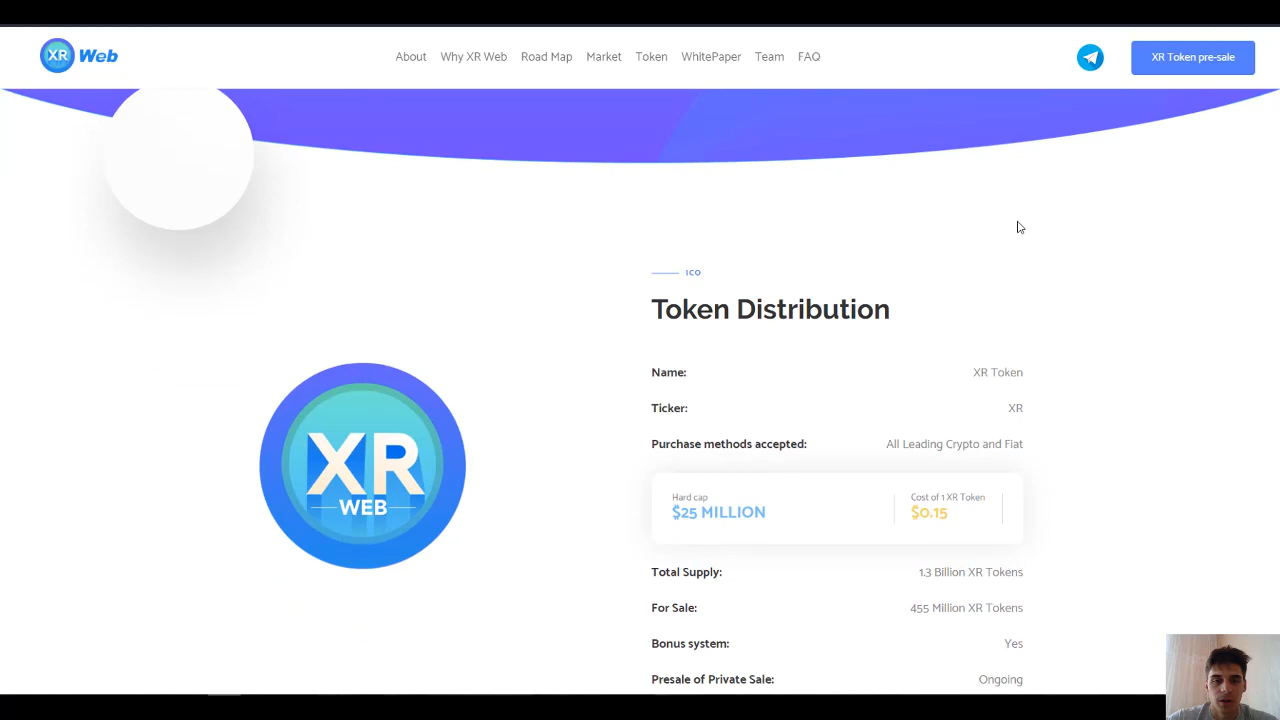 XR Web
About Why XR Web Road Map Market Token WhitePaper Team FAQ
XR Token pre-sale
ICO
Token Distribution
Name: XR Token
Ticker: XR
Purchase methods accepted: All Leading Crypto and Fiat
Hard cap Cost of 1 XR Token
$25 MILLION $0.15
Total Supply: 1.3 Billion XR Tokens
For Sale: 455 Million XR Tokens
Bonus system: Yes
Presale of Private Sale: Ongoing
XR
WEB